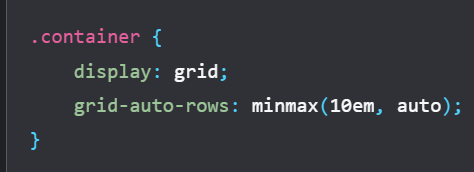 .container {
    display: grid;
    grid-auto-rows: minmax(10em, auto);
}